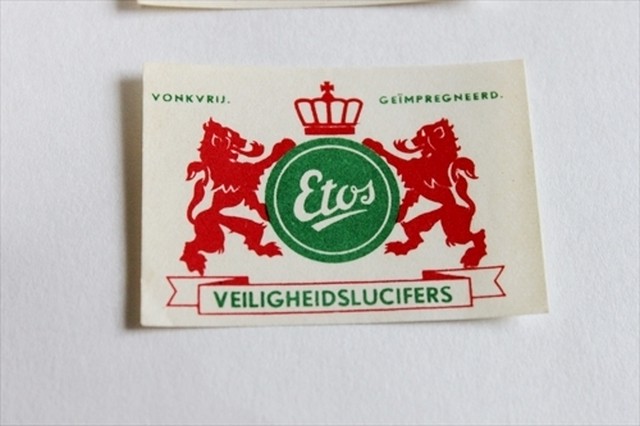 VONKVRIJ. GEÏMPREGNEERD.
Etos
VEILIGHEIDSLUCIFERS